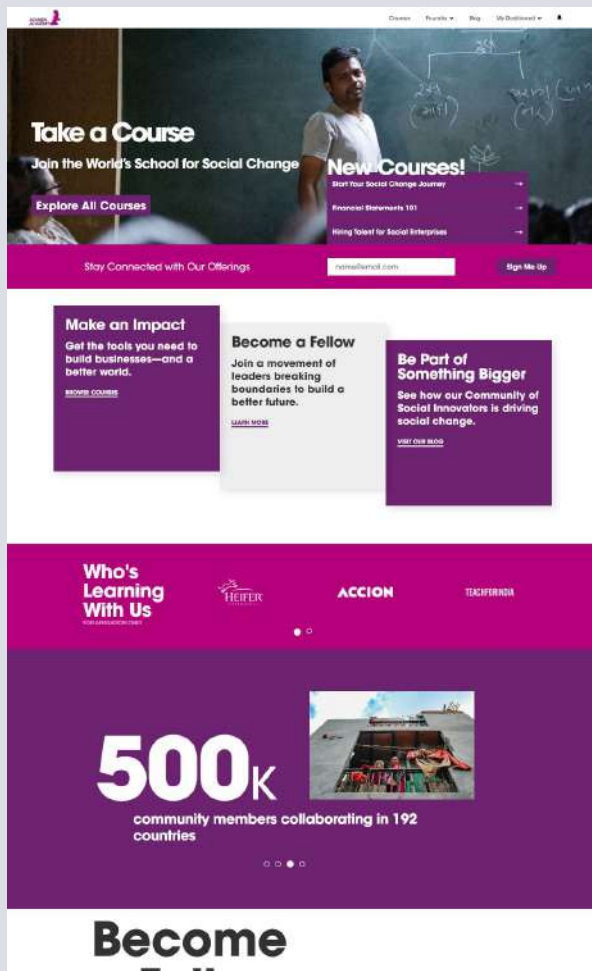 Courses
Blog
My Dashboard
Take a Course
Join the World's School for Social Change
Explore All Courses
New Courses!
Start Your Social Change Journey →
Financial Statements 101 →
Hiring Talent for Social Enterprises →
Stay Connected with Our Offerings
name@email.com
Sign Me Up
Make an Impact
Get the tools you need to
build businesses—and a
better world.
BROWSE COURSES
Become a Fellow
Join a movement of
leaders breaking
boundaries to build a
better future.
LEARN MORE
Be Part of
Something Bigger
See how our Community of
Social Innovators is driving
social change.
VISIT OUR BLOG
Who's
Learning
With Us
HEIFER
ACCION
TEACHFORINDIA
500K
community members collaborating in 192
countries
Become